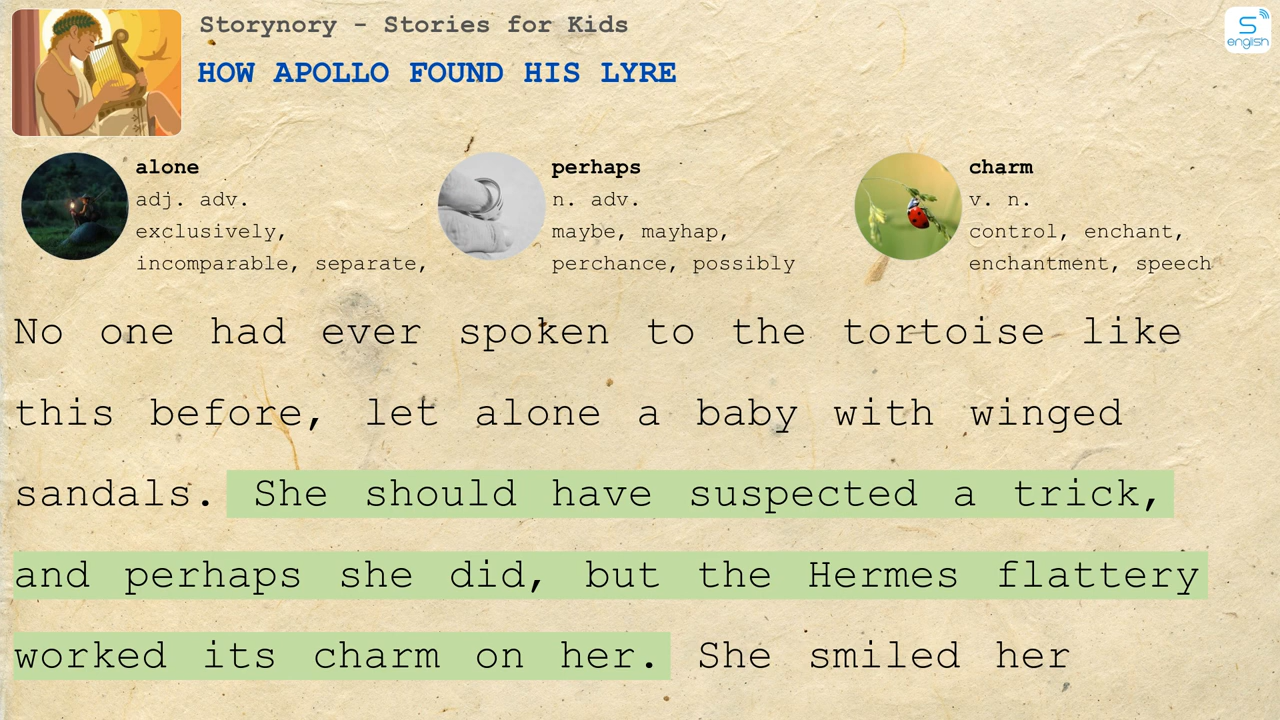 Storynory - Stories for Kids
HOW APOLLO FOUND HIS LYRE
S
english
alone
adj. adv.
exclusively,
incomparable, separate,
perhaps
n. adv.
maybe, mayhap,
perchance, possibly
charm
v. n.
control, enchant,
enchantment, speech
No one had ever spoken to the tortoise like
this before, let alone a baby with winged
sandals. She should have suspected a trick,
and perhaps she did, but the Hermes flattery
worked its charm on her. She smiled her